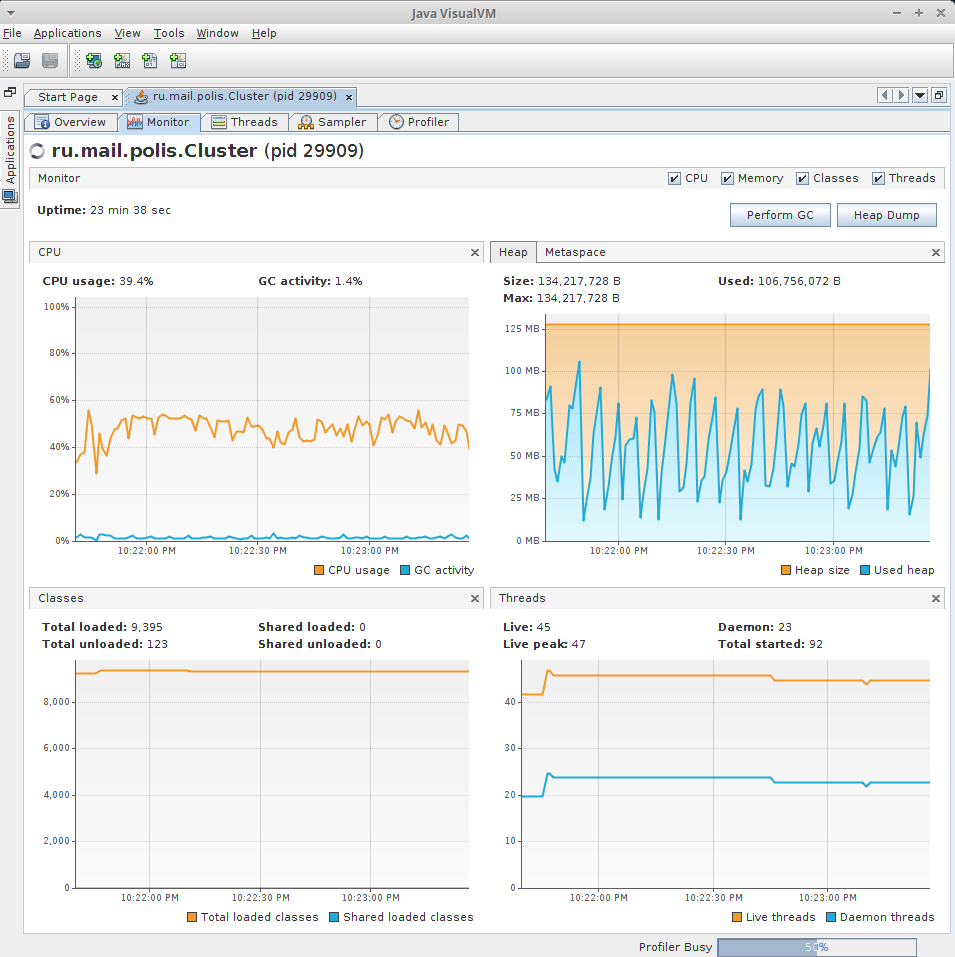 Java VisualVM
File Applications View Tools Window Help
Start Page ru.mail.polis.Cluster (pid 29909)
Applications
Overview Monitor Threads Sampler Profiler
ru.mail.polis.Cluster (pid 29909)
Monitor CPU Memory Classes Threads
Uptime: 23 min 38 sec
Perform GC Heap Dump
CPU
CPU usage: 39.4% GC activity: 1.4%
100%
80%
60%
40%
20%
0%
10:22:00 PM 10:22:30 PM 10:23:00 PM
CPU usage GC activity
Heap Metaspace
Size: 134,217,728 B Used: 106,756,072 B
Max: 134,217,728 B
125 MB
100 MB
75 MB
50 MB
25 MB
0 MB
10:22:00 PM 10:22:30 PM 10:23:00 PM
Heap size Used heap
Classes
Total loaded: 9,395 Shared loaded: 0
Total unloaded: 123 Shared unloaded: 0
8,000
6,000
4,000
2,000
0
10:22:00 PM 10:22:30 PM 10:23:00 PM
Total loaded classes Shared loaded classes
Threads
Live: 45 Daemon: 23
Live peak: 47 Total started: 92
40
30
20
10
0
10:22:00 PM 10:22:30 PM 10:23:00 PM
Live threads Daemon threads
Profiler Busy 50%